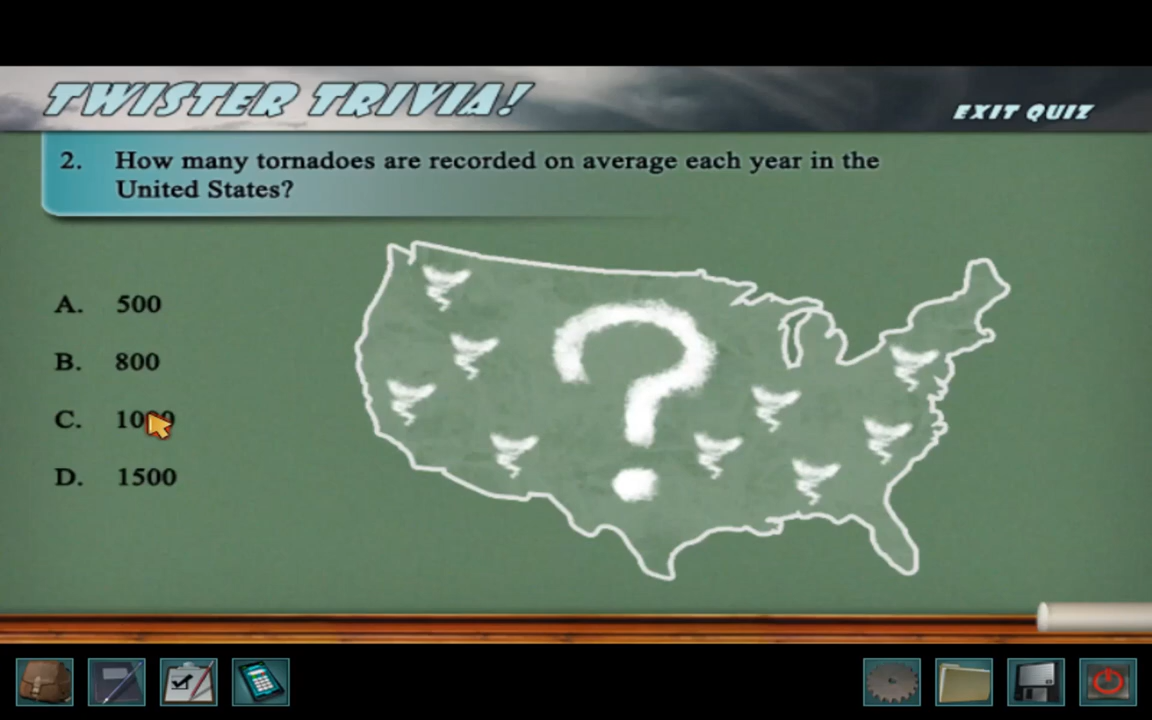 TWISTER TRIVIA!
EXIT QUIZ
2. How many tornadoes are recorded on average each year in the
United States?
A. 500
B. 800
C. 1000
D. 1500